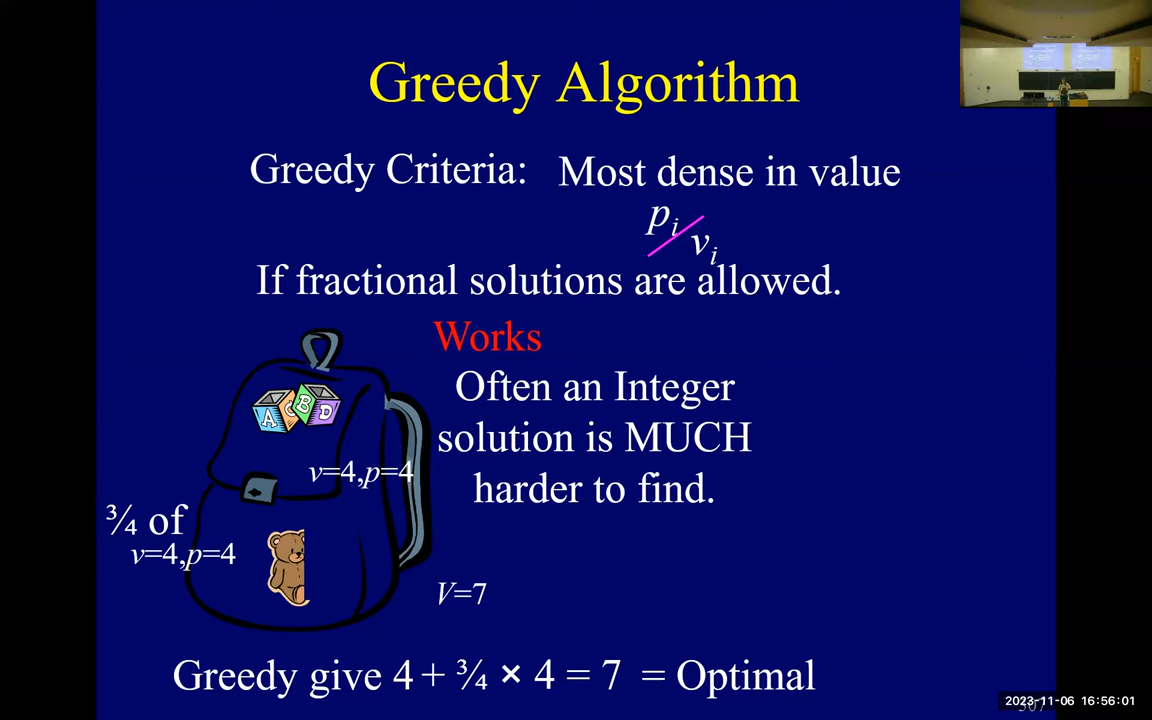 Greedy Algorithm
Greedy Criteria: Most dense in value
pi/vi
If fractional solutions are allowed.
Works
Often an Integer
solution is MUCH
harder to find.
A C B D
v=4,p=4
¾ of
v=4,p=4
V=7
Greedy give 4 + ¾ × 4 = 7 = Optimal
2023-11-06 16:56:01